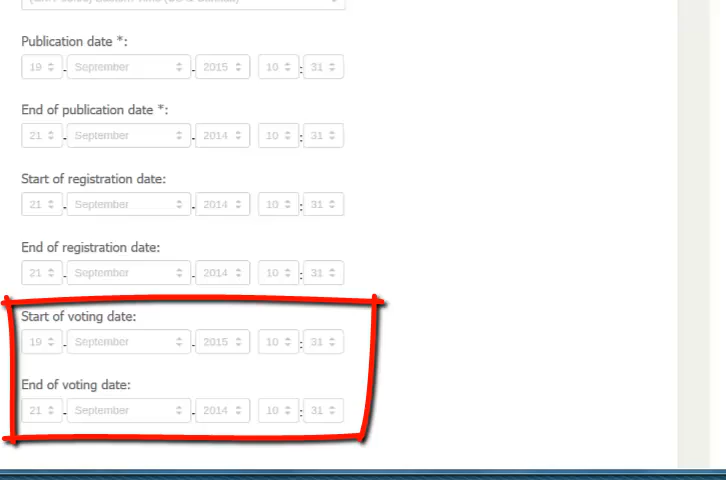 Publication date *:
19 - September - 2015 10 : 31
End of publication date *:
21 - September - 2014 10 : 31
Start of registration date:
21 - September - 2014 10 : 31
End of registration date:
21 - September - 2014 10 : 31
Start of voting date:
19 - September - 2015 10 : 31
End of voting date:
21 - September - 2014 10 : 31